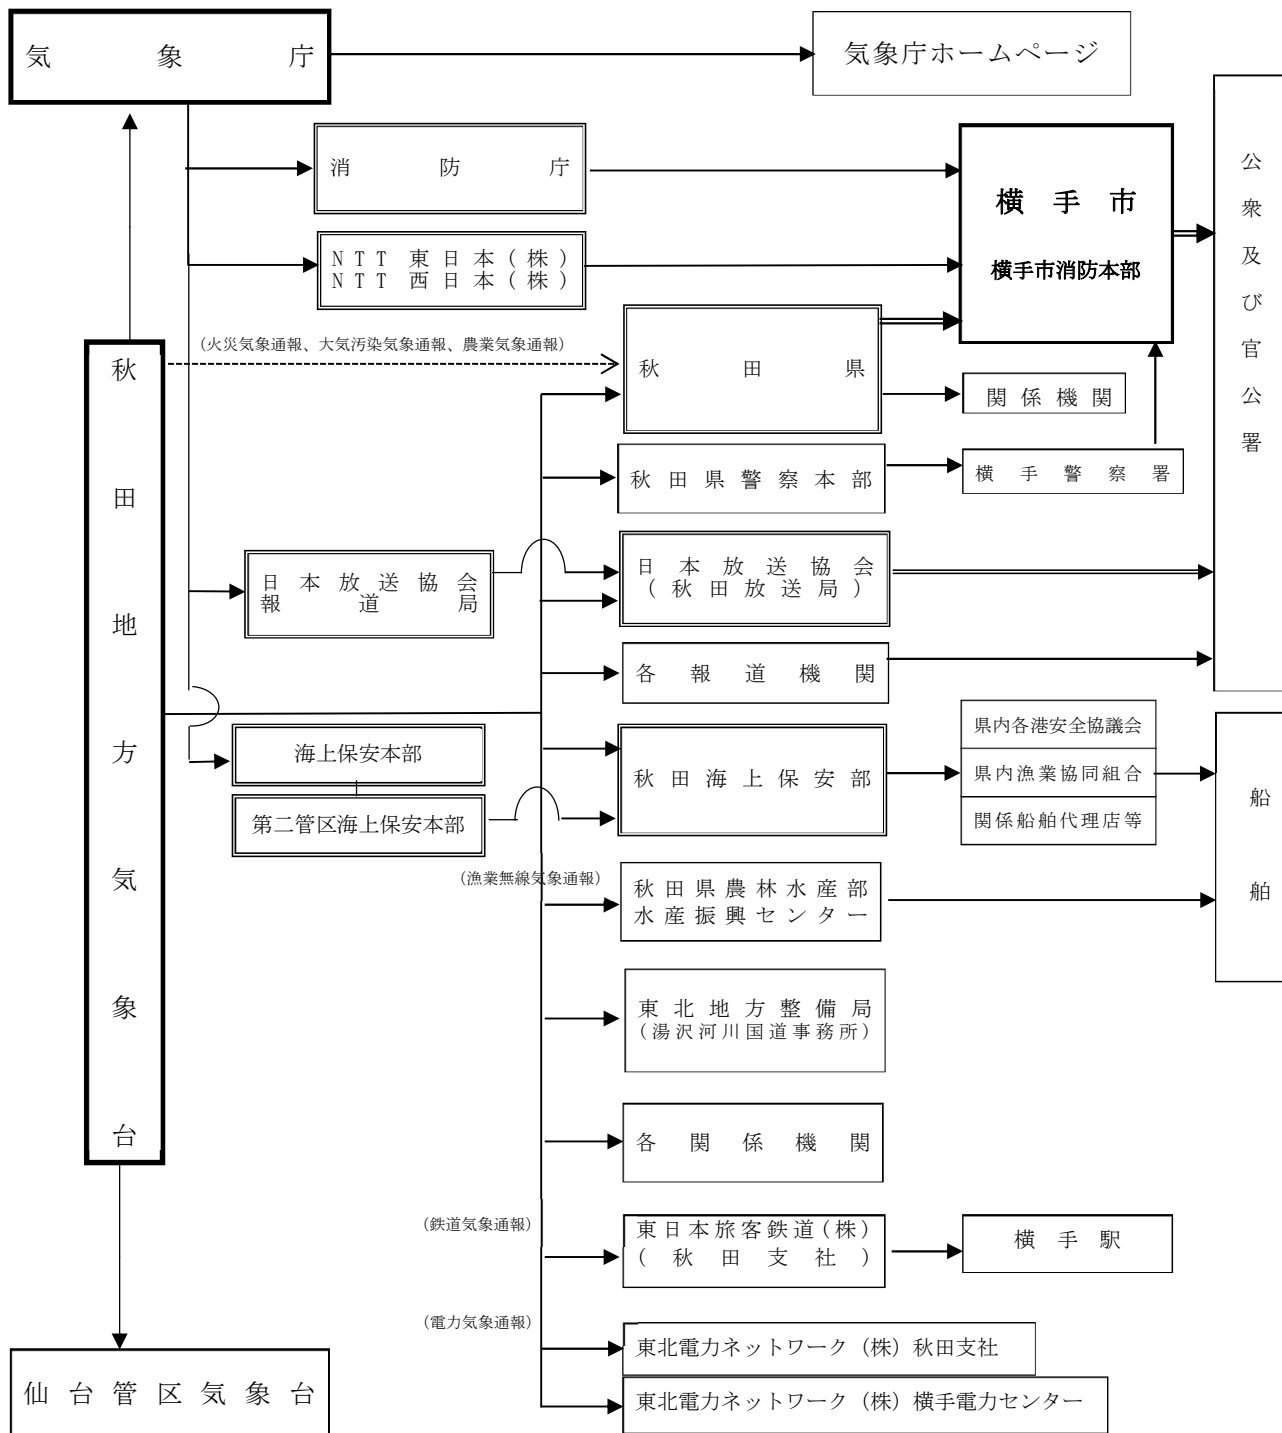 気象庁
気象庁ホームページ
消防庁
横手市
横手市消防本部
公衆及び官公署
NTT東日本(株)
NTT西日本(株)
(火災気象通報、大気汚染気象通報、農業気象通報)
秋田県
関係機関
秋田地方気象台
秋田県警察本部
横手警察署
日本放送協会
報道局
日本放送協会
(秋田放送局)
各報道機関
海上保安本部
第二管区海上保安本部
秋田海上保安部
県内各港安全協議会
県内漁業協同組合
関係船舶代理店等
船舶
(漁業無線気象通報)
秋田県農林水産部
水産振興センター
東北地方整備局
(湯沢河川国道事務所)
各関係機関
(鉄道気象通報)
東日本旅客鉄道(株)
(秋田支社)
横手駅
(電力気象通報)
東北電力ネットワーク(株)秋田支社
東北電力ネットワーク(株)横手電力センター
仙台管区気象台